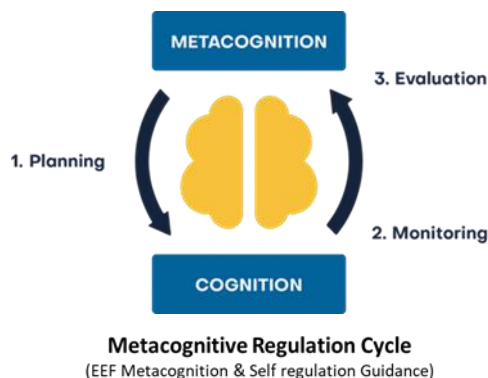 METACOGNITION
3. Evaluation
1. Planning
2. Monitoring
COGNITION
Metacognitive Regulation Cycle
(EEF Metacognition & Self regulation Guidance)